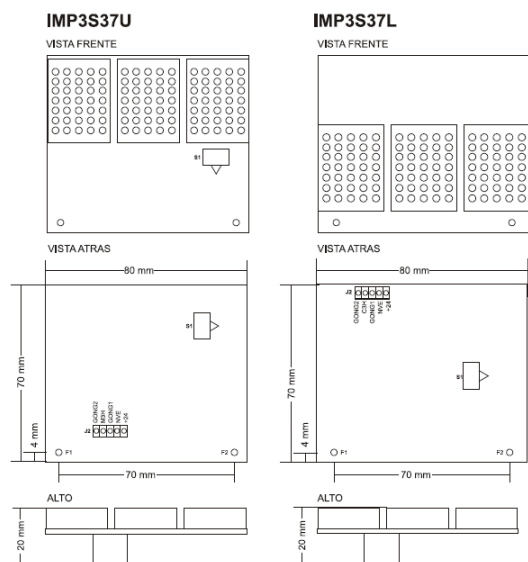 IMP3S37U
VISTA FRENTE
S1
VISTA ATRAS
80 mm
S1
70 mm
GONG2
M3H
GONG1
NVE
+24
J2
4 mm
F1
F2
70 mm
ALTO
20 mm
IMP3S37L
VISTA FRENTE
VISTA ATRAS
80 mm
J2
GONG2
C3H
GONG1
NVE
+24
S1
70 mm
4 mm
F1
F2
70 mm
ALTO
20 mm